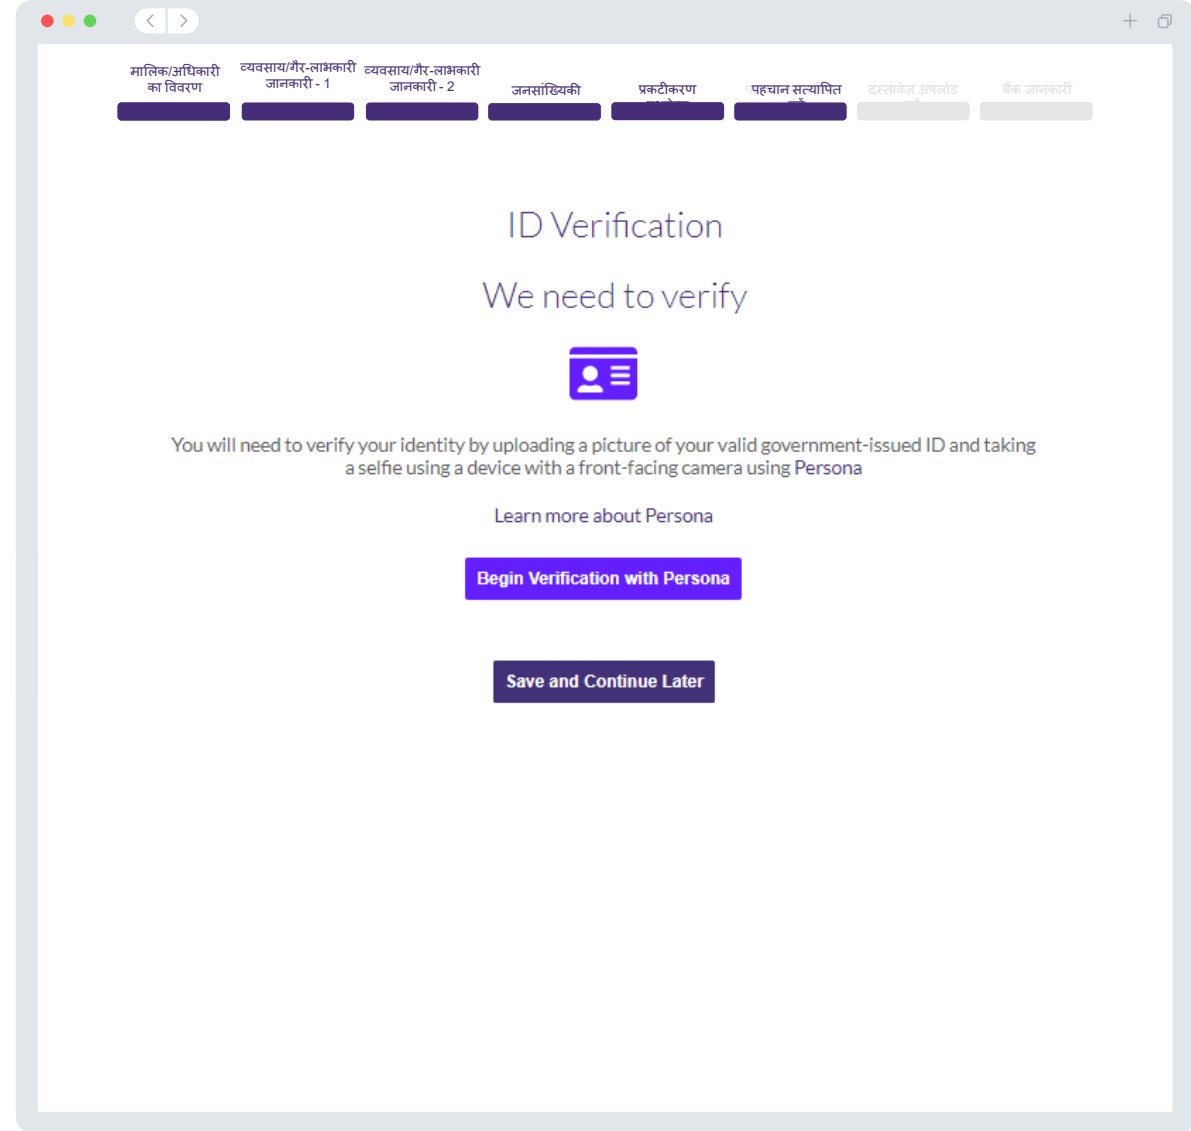 मालिक/अधिकारी
का विवरण
व्यवसाय/गैर-लाभकारी
जानकारी - 1
व्यवसाय/गैर-लाभकारी
जानकारी - 2
जनसांख्यिकी
प्रकटीकरण
पहचान सत्यापित
दस्तावेज़ अपलोड
बैंक जानकारी
ID Verification
We need to verify
You will need to verify your identity by uploading a picture of your valid government-issued ID and taking
a selfie using a device with a front-facing camera using Persona
Learn more about Persona
Begin Verification with Persona
Save and Continue Later